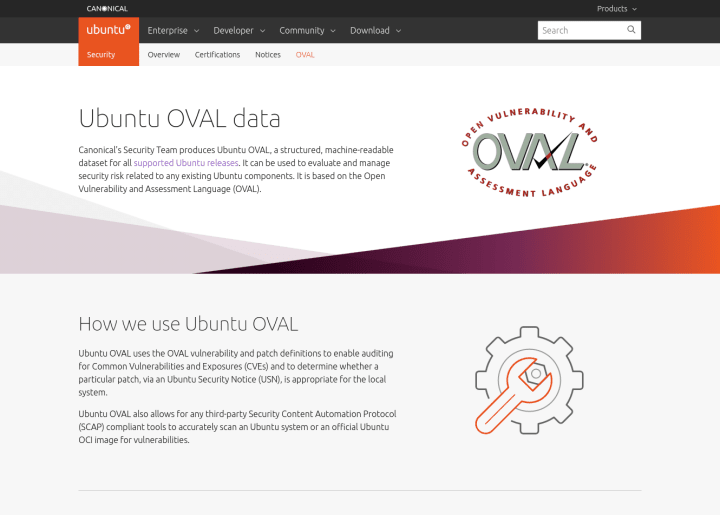 CANONICAL
Products
ubuntu
Enterprise
Developer
Community
Download
Search
Security
Overview
Certifications
Notices
OVAL
Ubuntu OVAL data
Canonical's Security Team produces Ubuntu OVAL, a structured, machine-readable
dataset for all supported Ubuntu releases. It can be used to evaluate and manage
security risk related to any existing Ubuntu components. It is based on the Open
Vulnerability and Assessment Language (OVAL).
OPEN VULNERABILITY AND
OVAL
ASSESSMENT LANGUAGE
How we use Ubuntu OVAL
Ubuntu OVAL uses the OVAL vulnerability and patch definitions to enable auditing
for Common Vulnerabilities and Exposures (CVEs) and to determine whether a
particular patch, via an Ubuntu Security Notice (USN), is appropriate for the local
system.
Ubuntu OVAL also allows for any third-party Security Content Automation Protocol
(SCAP) compliant tools to accurately scan an Ubuntu system or an official Ubuntu
OCI image for vulnerabilities.